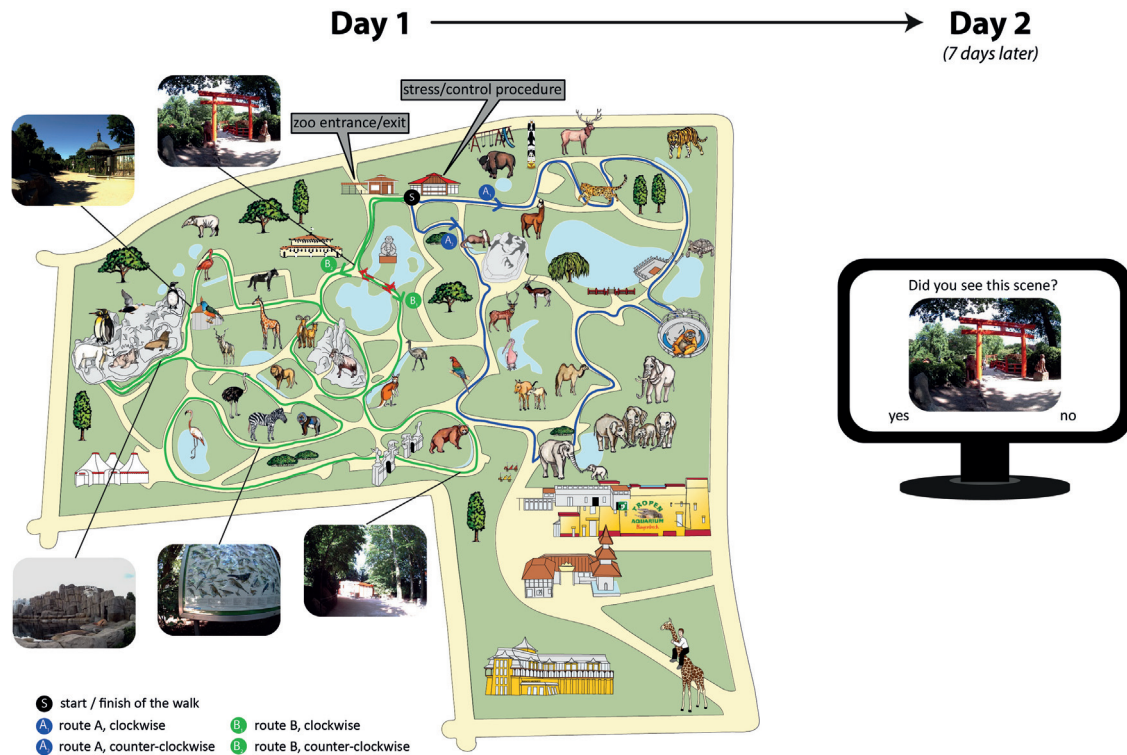 Day 1
Day 2
(7 days later)
stress/control procedure
zoo entrance/exit
S
A
A
B
B
Did you see this scene?
yes
no
TROPEN
AQUARIUM
Hagenbeck
S start / finish of the walk
A route A, clockwise
B route B, clockwise
A route A, counter-clockwise
B route B, counter-clockwise